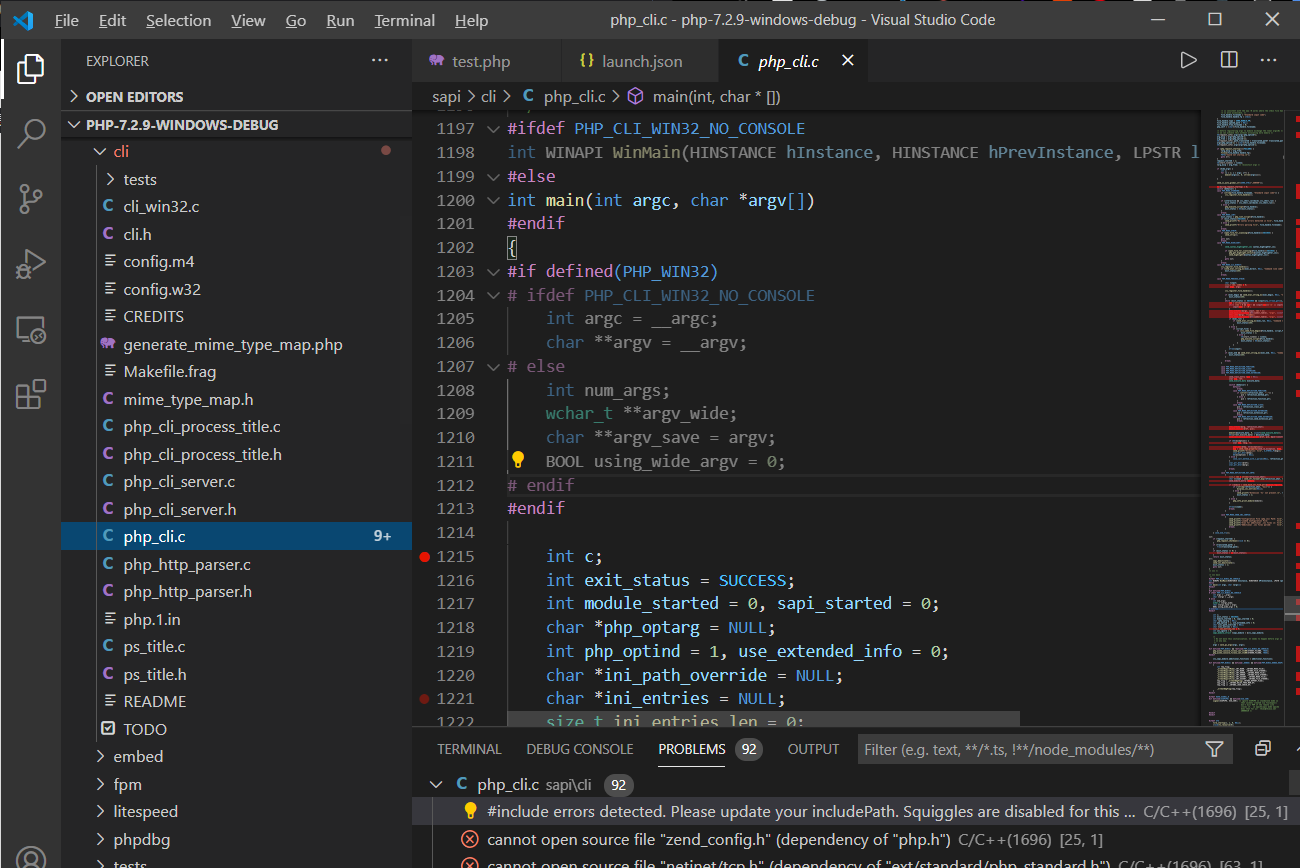 File Edit Selection View Go Run Terminal Help php_cli.c - php-7.2.9-windows-debug - Visual Studio Code
EXPLORER
OPEN EDITORS
PHP-7.2.9-WINDOWS-DEBUG
cli
tests
C cli_win32.c
C cli.h
config.m4
config.w32
CREDITS
generate_mime_type_map.php
Makefile.frag
C mime_type_map.h
C php_cli_process_title.c
C php_cli_process_title.h
C php_cli_server.c
C php_cli_server.h
C php_cli.c 9+
C php_http_parser.c
C php_http_parser.h
php.1.in
C ps_title.c
C ps_title.h
README
TODO
embed
fpm
litespeed
phpdbg
tests
test.php {} launch.json C php_cli.c
sapi > cli > C php_cli.c > main(int, char * [])
1197 #ifdef PHP_CLI_WIN32_NO_CONSOLE
1198 int WINAPI WinMain(HINSTANCE hInstance, HINSTANCE hPrevInstance, LPSTR l
1199 #else
1200 int main(int argc, char *argv[])
1201 #endif
1202 {
1203 #if defined(PHP_WIN32)
1204 # ifdef PHP_CLI_WIN32_NO_CONSOLE
1205 int argc = __argc;
1206 char **argv = __argv;
1207 # else
1208 int num_args;
1209 wchar_t **argv_wide;
1210 char **argv_save = argv;
1211 BOOL using_wide_argv = 0;
1212 # endif
1213 #endif
1214
1215 int c;
1216 int exit_status = SUCCESS;
1217 int module_started = 0, sapi_started = 0;
1218 char *php_optarg = NULL;
1219 int php_optind = 1, use_extended_info = 0;
1220 char *ini_path_override = NULL;
1221 char *ini_entries = NULL;
1222 size_t ini_entries_len = 0;
TERMINAL DEBUG CONSOLE PROBLEMS 92 OUTPUT Filter (e.g. text, **/*.ts, !**/node_modules/**)
C php_cli.c sapi\cli 92
#include errors detected. Please update your includePath. Squiggles are disabled for this ... C/C++(1696) [25, 1]
cannot open source file "zend_config.h" (dependency of "php.h") C/C++(1696) [25, 1]
cannot open source file "netinet/tcp.h" (dependency of "ext/standard/php_standard.h") C/C++(1696) [63, 1]